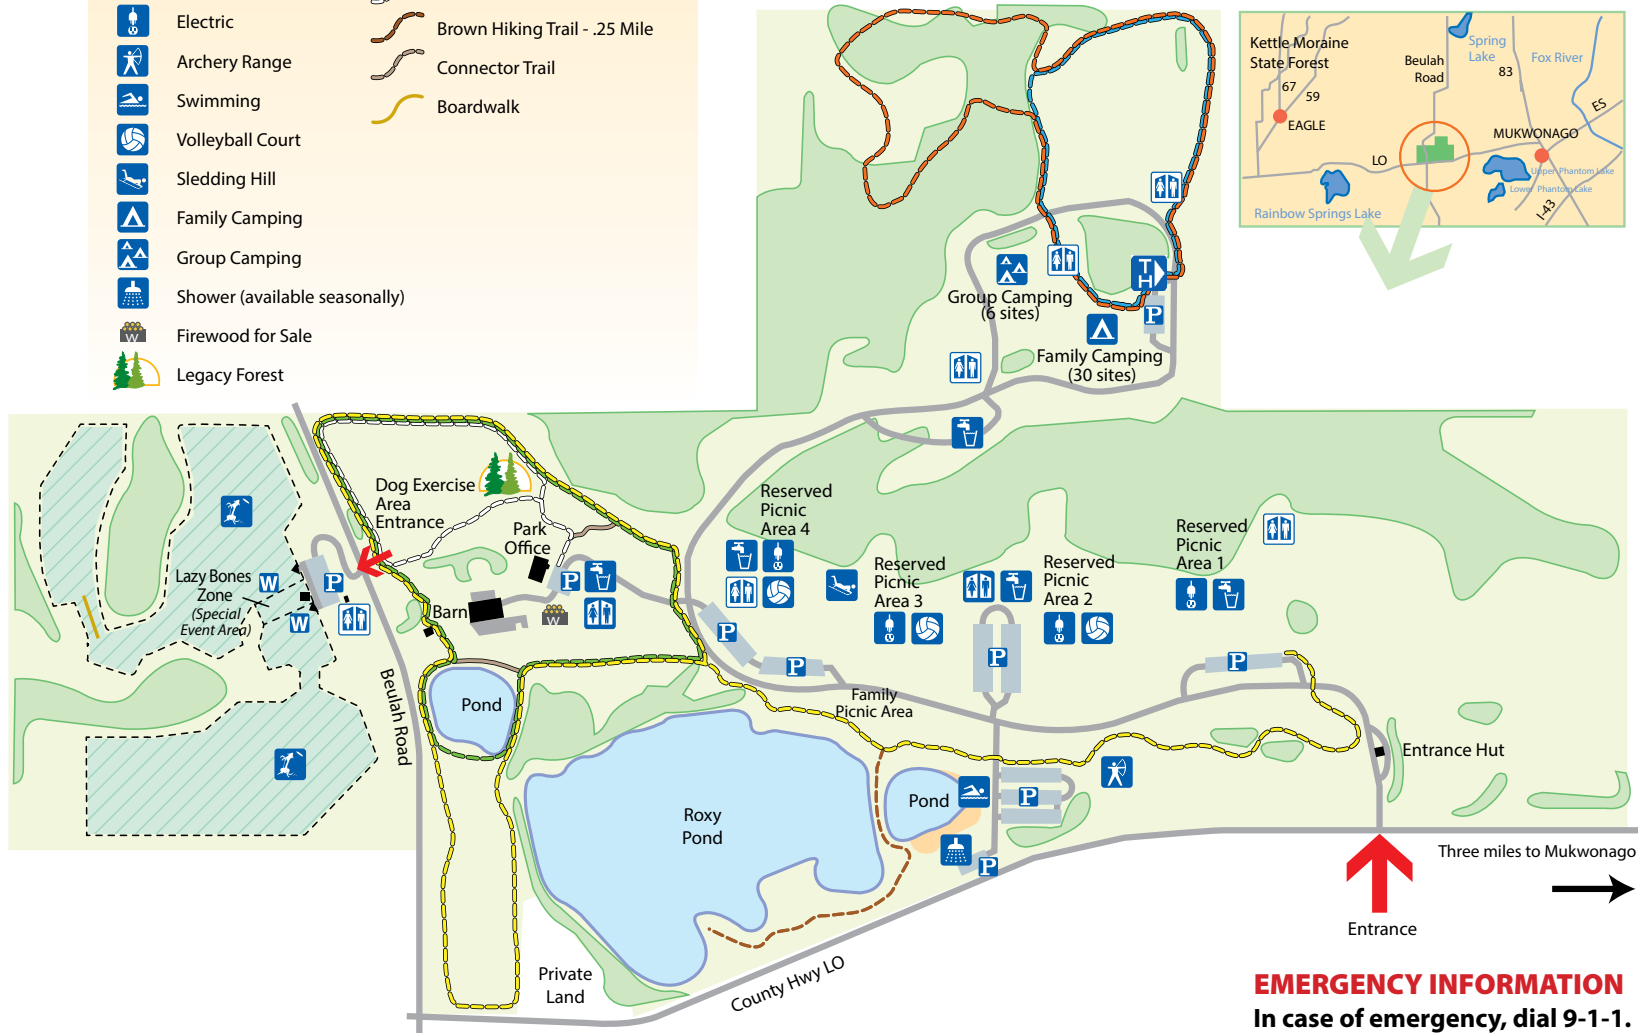 Electric
Archery Range
Swimming
Volleyball Court
Sledding Hill
Family Camping
Group Camping
Shower (available seasonally)
W
Firewood for Sale
Legacy Forest
Brown Hiking Trail - .25 Mile
Connector Trail
Boardwalk
Kettle Moraine
State Forest
67
59
EAGLE
Beulah
Road
Spring
Lake
83
Fox River
ES
MUKWONAGO
LO
Upper Phantom Lake
Lower Phantom Lake
I-43
Rainbow Springs Lake
TH
P
Group Camping
(6 sites)
Family Camping
(30 sites)
Dog Exercise
Area
Entrance
Park
Office
P
Barn
W
Lazy Bones
Zone
(Special
Event Area)
W
W
P
Beulah Road
Pond
Reserved
Picnic
Area 4
Reserved
Picnic
Area 3
Reserved
Picnic
Area 2
Reserved
Picnic
Area 1
P
P
P
P
Family
Picnic Area
Entrance Hut
Roxy
Pond
Pond
P
P
Three miles to Mukwonago
Entrance
Private
Land
County Hwy LO
EMERGENCY INFORMATION
In case of emergency, dial 9-1-1.